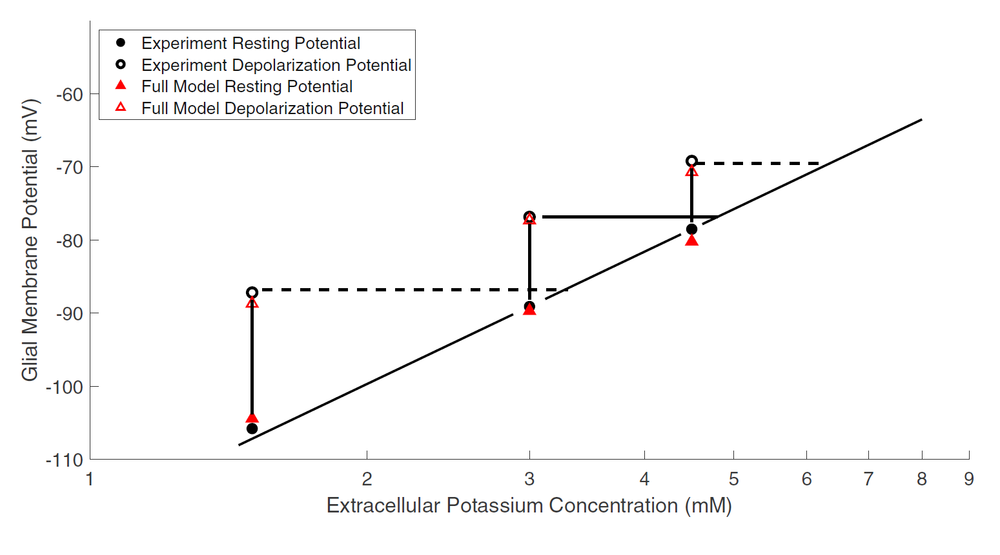 Experiment Resting Potential
Experiment Depolarization Potential
Full Model Resting Potential
Full Model Depolarization Potential
Glial Membrane Potential (mV)
-60
-70
-80
-90
-100
-110
1 2 3 4 5 6 7 8 9
Extracellular Potassium Concentration (mM)